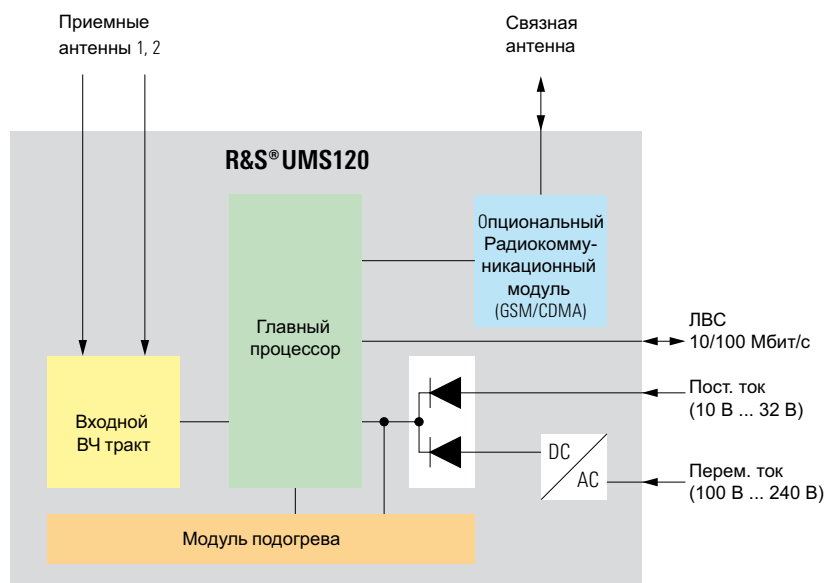 Приемные
антенны 1, 2
Связная
антенна
R&S® UMS120
Опциональный
Радиокомму-
никационный
модуль
(GSM/CDMA)
Главный
процессор
ЛВС
10/100 Мбит/с
Пост. ток
(10 В ... 32 В)
Входной
ВЧ тракт
DC
AC
Перем. ток
(100 В ... 240 В)
Модуль подогрева